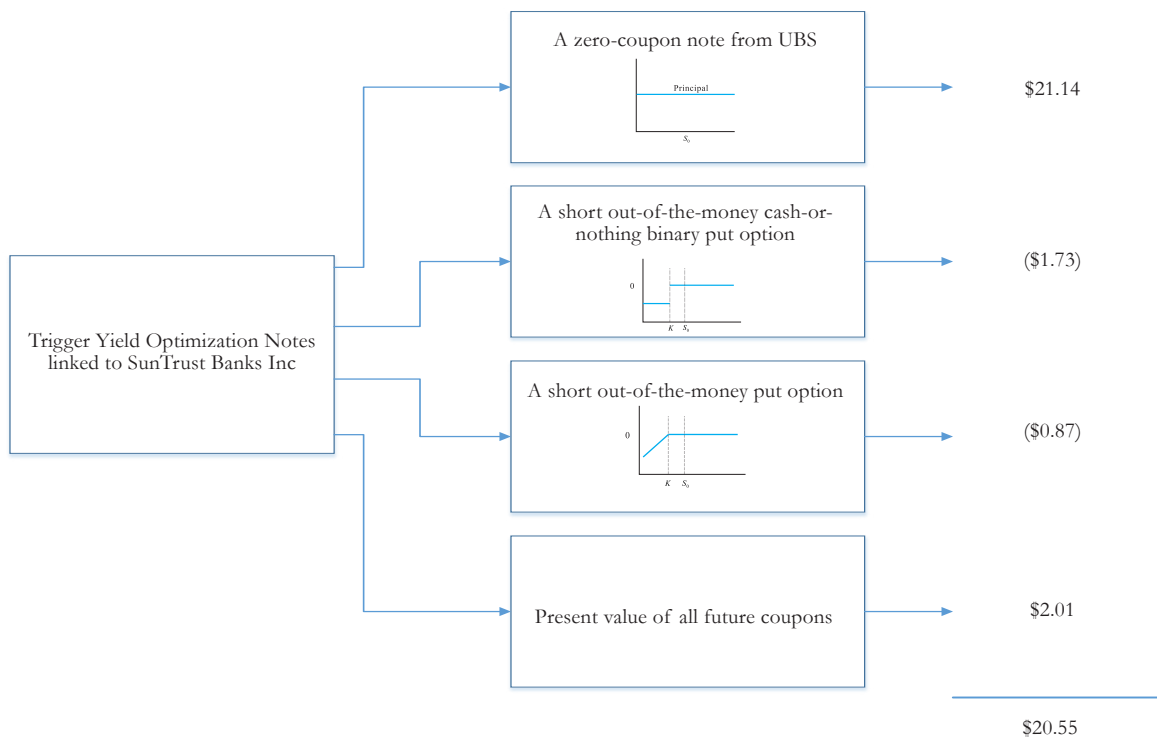 A zero-coupon note from UBS
Principal
S₀
$21.14
A short out-of-the-money cash-or-
nothing binary put option
0
K S₀
($1.73)
Trigger Yield Optimization Notes
linked to SunTrust Banks Inc
A short out-of-the-money put option
0
K S₀
($0.87)
Present value of all future coupons
$2.01
$20.55